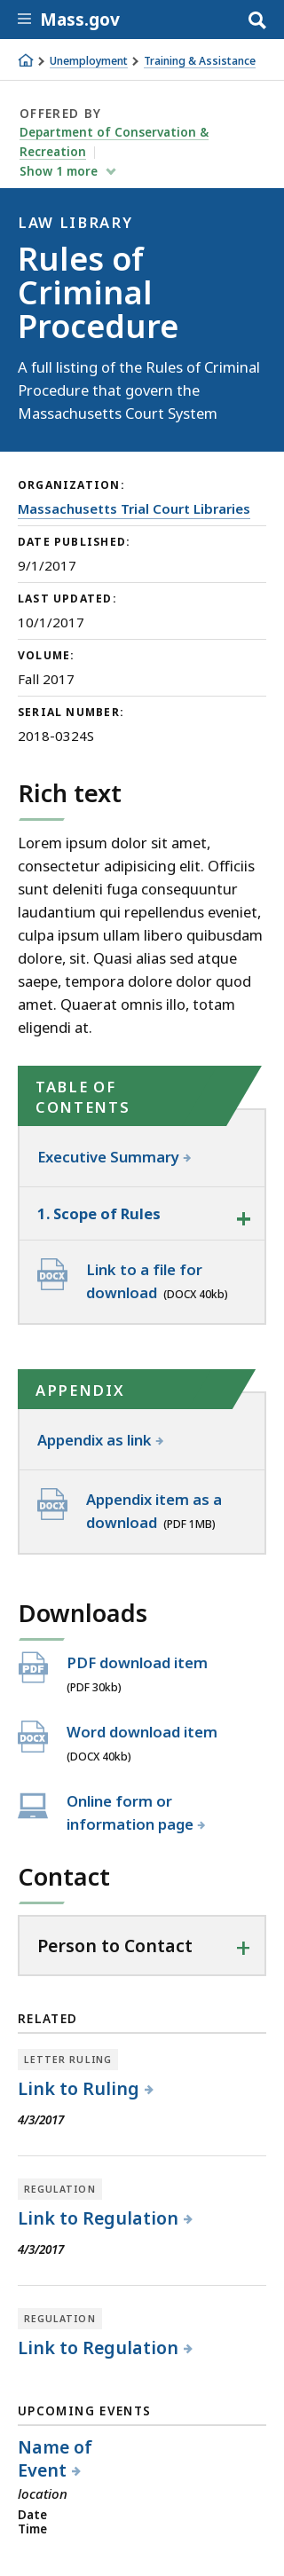 Mass.gov
Unemployment Training & Assistance
OFFERED BY
Department of Conservation &
Recreation
Show 1 more
LAW LIBRARY
Rules of
Criminal
Procedure
A full listing of the Rules of Criminal
Procedure that govern the
Massachusetts Court System
ORGANIZATION:
Massachusetts Trial Court Libraries
DATE PUBLISHED:
9/1/2017
LAST UPDATED:
10/1/2017
VOLUME:
Fall 2017
SERIAL NUMBER:
2018-0324S
Rich text
Lorem ipsum dolor sit amet,
consectetur adipisicing elit. Officiis
sunt deleniti fuga consequuntur
laudantium qui repellendus eveniet,
culpa ipsum ullam libero quibusdam
dolore, sit. Quasi alias sed atque
saepe, tempora dolore dolor quod
amet. Quaerat omnis illo, totam
eligendi at.
TABLE OF
CONTENTS
Executive Summary
1. Scope of Rules
DOCX
Link to a file for
download (DOCX 40kb)
APPENDIX
Appendix as link
DOCX
Appendix item as a
download (PDF 1MB)
Downloads
PDF
PDF download item
(PDF 30kb)
DOCX
Word download item
(DOCX 40kb)
Online form or
information page
Contact
Person to Contact
RELATED
LETTER RULING
Link to Ruling
4/3/2017
REGULATION
Link to Regulation
4/3/2017
REGULATION
Link to Regulation
UPCOMING EVENTS
Name of
Event
location
Date
Time